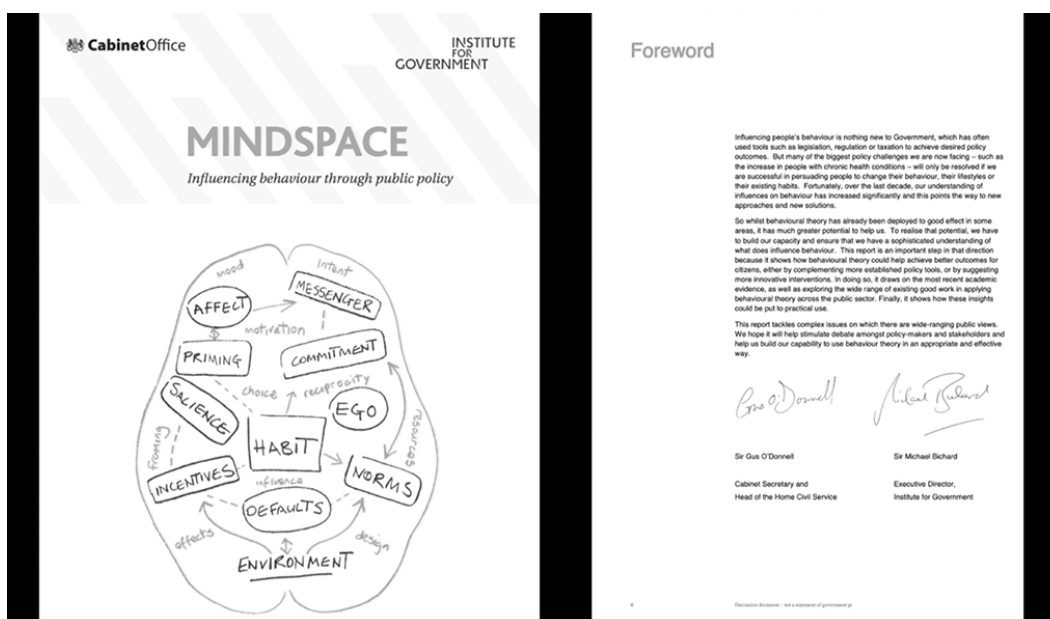 CabinetOffice
INSTITUTE
FOR
GOVERNMENT
MINDSPACE
Influencing behaviour through public policy
mood
intent
AFFECT
MESSENGER
motivation
PRIMING
COMMITMENT
choice
reciprocity
SALIENCE
EGO
resources
HABIT
framing
INCENTIVES
NORMS
influence
DEFAULTS
effects
design
ENVIRONMENT
Foreword
Influencing people's behaviour is nothing new to Government, which has often
used tools such as legislation, regulation or taxation to achieve desired policy
outcomes. But many of the biggest policy challenges we are now facing – such as
the increase in people with chronic health conditions – will only be resolved if we
are successful in persuading people to change their behaviour, their lifestyles or
their existing habits. Fortunately, over the last decade, our understanding of
influences on behaviour has increased significantly and this points the way to new
approaches and new solutions.
So whilst behavioural theory has already been deployed to good effect in some
areas, it has much greater potential to help us. To realise that potential, we have
to build our capacity and ensure that we have a sophisticated understanding of
what does influence behaviour. This report is an important step in that direction
because it shows how behavioural theory could help achieve better outcomes for
citizens, either by complementing more established policy tools, or by suggesting
more innovative interventions. In doing so, it draws on the most recent academic
evidence, as well as exploring the wide range of existing good work in applying
behavioural theory across the public sector. Finally, it shows how these insights
could be put to practical use.
This report tackles complex issues on which there are wide-ranging public views.
We hope it will help stimulate debate amongst policy-makers and stakeholders and
help us build our capability to use behaviour theory in an appropriate and effective
way.
Gus O'Donnell
Michael Bichard
Sir Gus O'Donnell
Sir Michael Bichard
Cabinet Secretary and
Head of the Home Civil Service
Executive Director,
Institute for Government
4
Discussion document – not a statement of government p